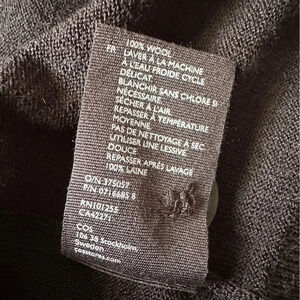 100% WOOL
FR LAVER À LA MACHINE
À L'EAU FROIDE CYCLE
DÉLICAT
BLANCHIR SANS CHLORE SI
NÉCESSAIRE
SÉCHER À L'AIR
REPASSER À TEMPÉRATURE
MOYENNE
PAS DE NETTOYAGE À SEC
UTILISER UNE LESSIVE
DOUCE
REPASSER APRÈS LAVAGE
100% LAINE
O/N 375057
P/N 0716685 8
RN101255
CA42271
COS
106 38 Stockholm,
Sweden
cosstores.com